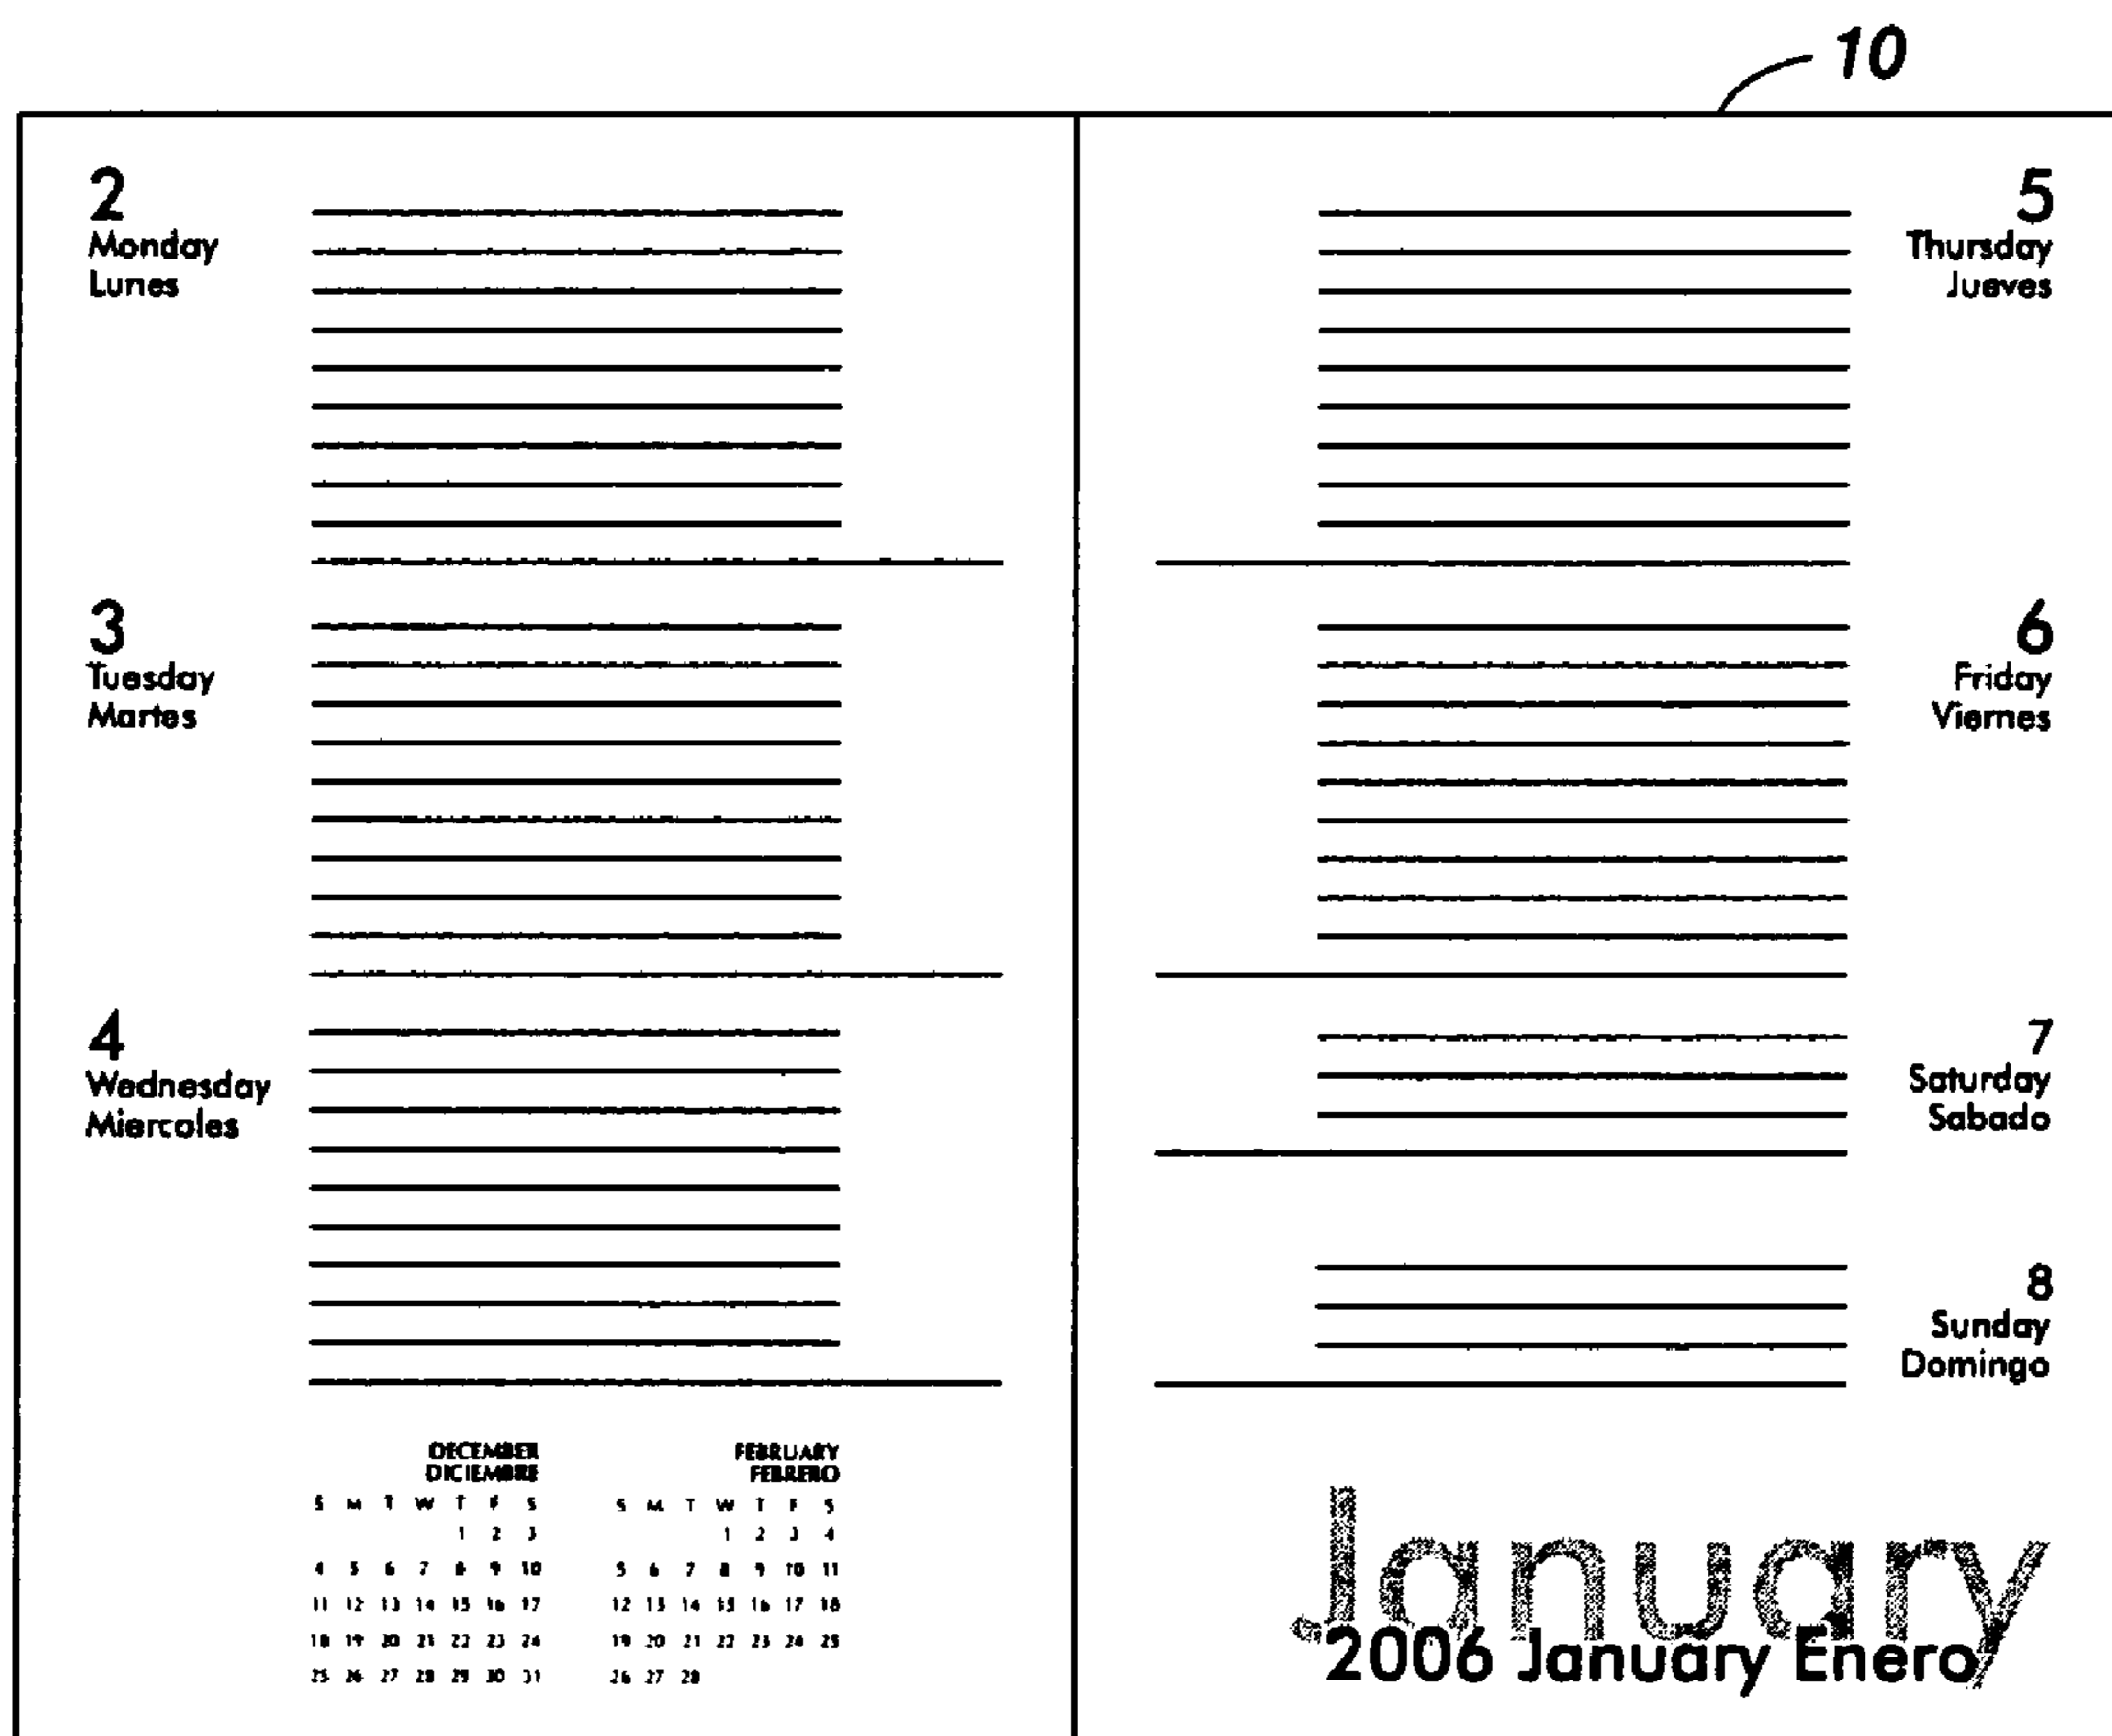 10
2
Monday
Lunes
3
Tuesday
Martes
4
Wednesday
Miercoles
DECEMBER
DICIEMBRE
S M T W T F S
1 2 3
4 5 6 7 8 9 10
11 12 13 14 15 16 17
18 19 20 21 22 23 24
25 26 27 28 29 30 31
FEBRUARY
FEBRERO
S M T W T F S
1 2 3 4
5 6 7 8 9 10 11
12 13 14 15 16 17 18
19 20 21 22 23 24 25
26 27 28
5
Thursday
Jueves
6
Friday
Viernes
7
Saturday
Sabado
8
Sunday
Domingo
January
2006 January Enero